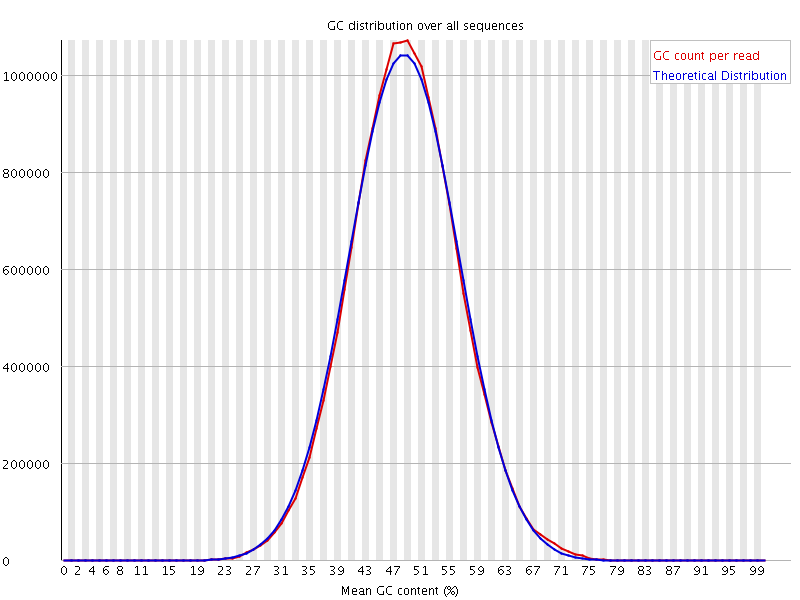 GC distribution over all sequences
GC count per read
Theoretical Distribution
1000000
800000
600000
400000
200000
0
0 2 4 6 8 11 15 19 23 27 31 35 39 43 47 51 55 59 63 67 71 75 79 83 87 91 95 99
Mean GC content (%)